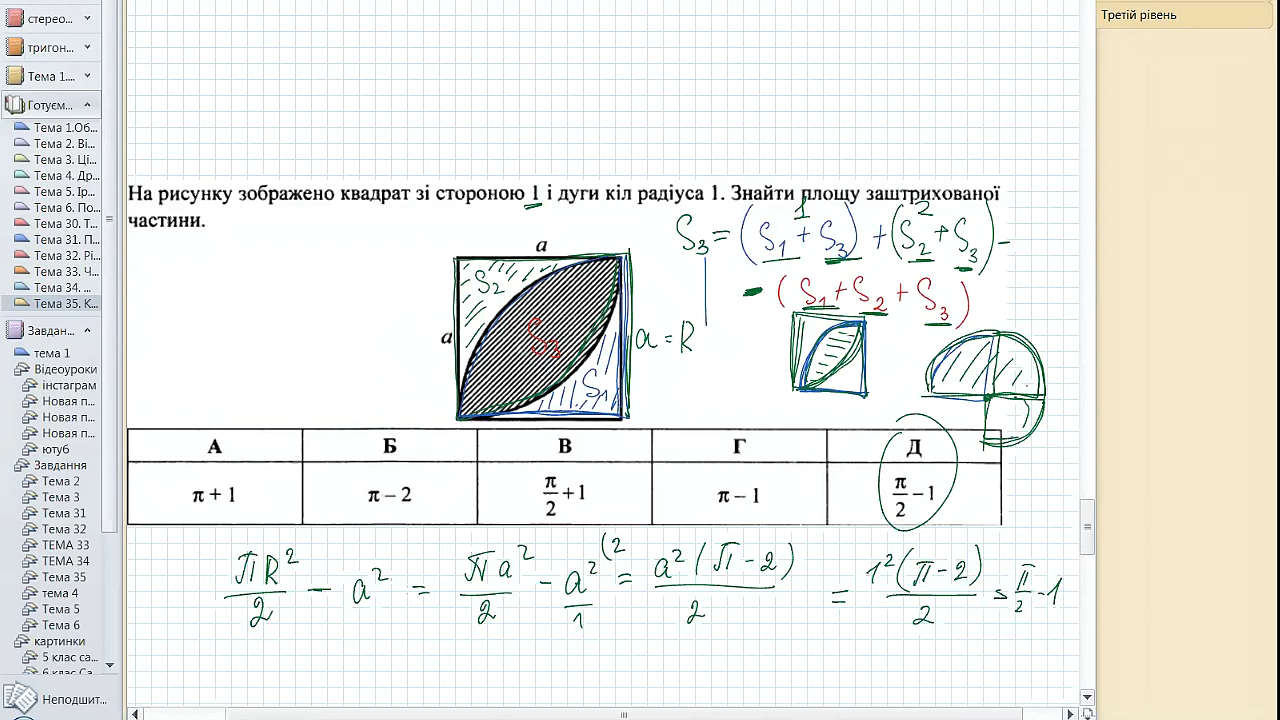 стерео...
тригон...
Тема 1....
Готуєм...
Тема 1.Об...
Тема 2. Ві...
Тема 3. Ці...
Тема 4. Др...
Тема 5. Ір...
Тема 6. По...
Тема 30. Т...
Тема 31. П...
Тема 32. Рі...
Тема 33. Ч...
Тема 34. ...
Тема 35. К...
Завдан...
тема 1
Відеоуроки
інстаграм
Новая п...
Новая п...
Новая п...
ютуб
Завдання
Тема 2
Тема 3
Тема 31
Тема 32
ТЕМА 33
ТЕМА 34
Тема 35
тема 4
Тема 5
Тема 6
картинки
5 клас са...
6 клас Са...
Неподшит...
Третій рівень
На рисунку зображено квадрат зі стороною 1 і дуги кіл радіуса 1. Знайти площу заштрихованої
частини.
1 2
S₃ = (S₁ + S₃) + (S₂ + S₃) -
- (S₁ + S₂ + S₃)
a
S₂
a S₃ a = R
S₁
А Б В Г Д
π + 1 π – 2 π/2 + 1 π – 1 π/2 – 1
πR²/2 - a² = πa²/2 - a²/1 (2 = a²(π-2)/2 = 1²(π-2)/2 = π/2 - 1